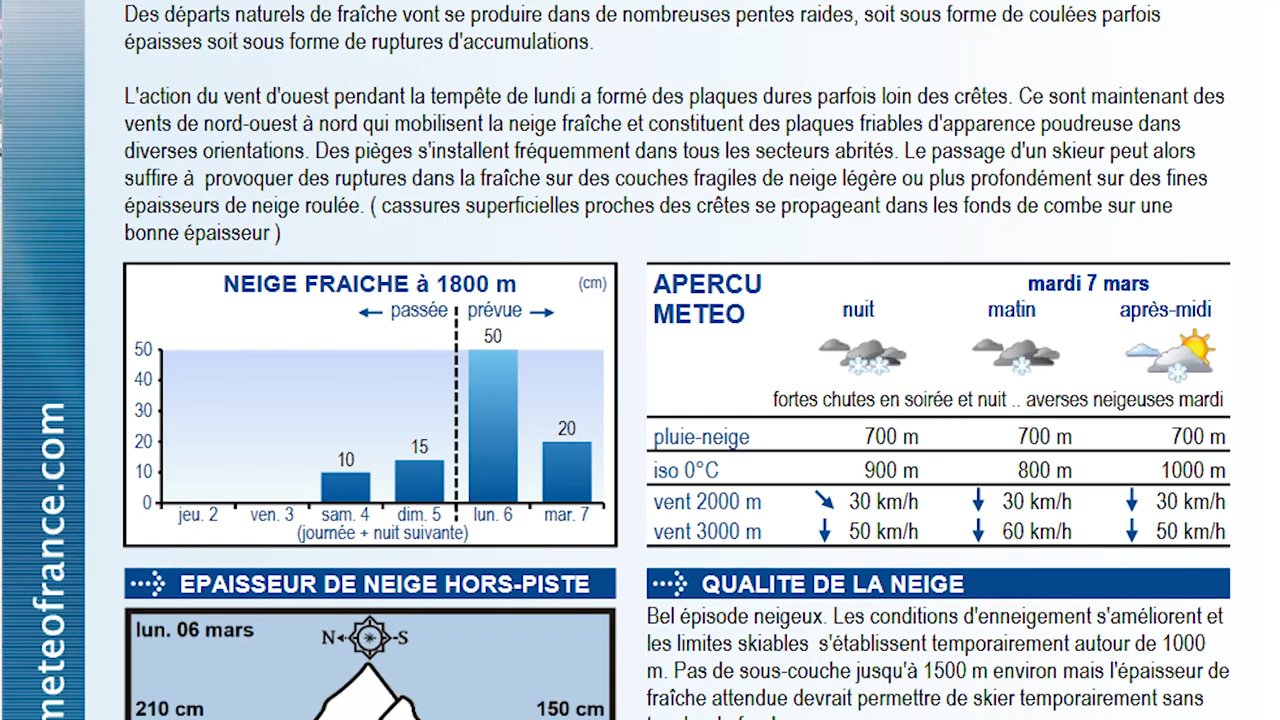 Des départs naturels de fraîche vont se produire dans de nombreuses pentes raides, soit sous forme de coulées parfois
épaisses soit sous forme de ruptures d'accumulations.
L'action du vent d'ouest pendant la tempête de lundi a formé des plaques dures parfois loin des crêtes. Ce sont maintenant des
vents de nord-ouest à nord qui mobilisent la neige fraîche et constituent des plaques friables d'apparence poudreuse dans
diverses orientations. Des pièges s'installent fréquemment dans tous les secteurs abrités. Le passage d'un skieur peut alors
suffire à provoquer des ruptures dans la fraîche sur des couches fragiles de neige légère ou plus profondément sur des fines
épaisseurs de neige roulée. ( cassures superficielles proches des crêtes se propageant dans les fonds de combe sur une
bonne épaisseur )
NEIGE FRAICHE à 1800 m (cm)
passée prévue
50
50
40
30
20
10
0
10
15
20
jeu. 2 ven. 3 sam. 4 dim. 5 lun. 6 mar. 7
(journée + nuit suivante)
APERCU
METEO
mardi 7 mars
nuit matin après-midi
fortes chutes en soirée et nuit .. averses neigeuses mardi
pluie-neige 700 m 700 m 700 m
iso 0°C 900 m 800 m 1000 m
vent 2000 m 30 km/h 30 km/h 30 km/h
vent 3000 m 50 km/h 60 km/h 50 km/h
EPAISSEUR DE NEIGE HORS-PISTE
lun. 06 mars
N S
210 cm 150 cm
QUALITE DE LA NEIGE
Bel épisode neigeux. Les conditions d'enneigement s'améliorent et
les limites skiables s'établissent temporairement autour de 1000
m. Pas de sous-couche jusqu'à 1500 m environ mais l'épaisseur de
fraîche attendue devrait permettre de skier temporairement sans
meteofrance.com